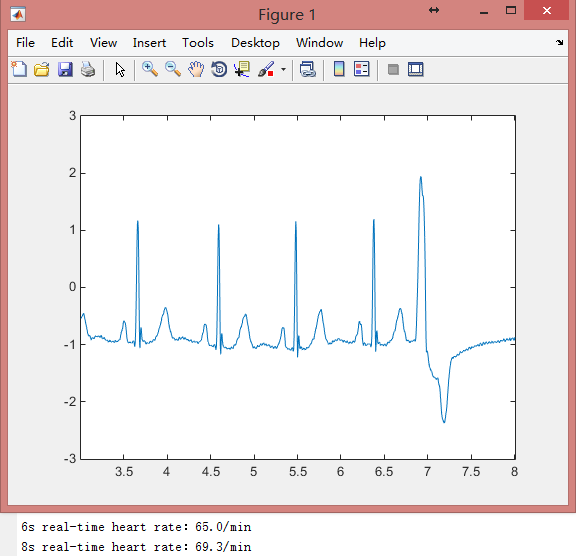 Figure 1
File Edit View Insert Tools Desktop Window Help
3
2
1
0
-1
-2
-3
3.5 4 4.5 5 5.5 6 6.5 7 7.5 8
6s real-time heart rate: 65.0/min
8s real-time heart rate: 69.3/min